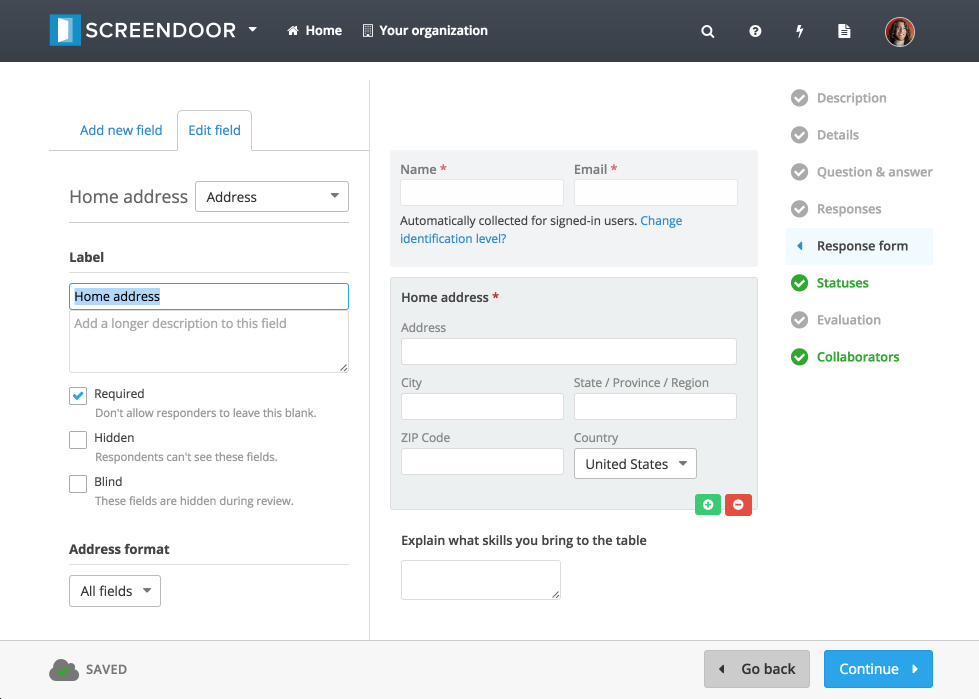 SCREENDOOR
Home
Your organization
Add new field
Edit field
Home address
Address
Label
Home address
Add a longer description to this field
Required
Don't allow responders to leave this blank.
Hidden
Respondents can't see these fields.
Blind
These fields are hidden during review.
Address format
All fields
Name *
Email *
Automatically collected for signed-in users. Change
identification level?
Home address *
Address
City
State / Province / Region
ZIP Code
Country
United States
Explain what skills you bring to the table
Description
Details
Question & answer
Responses
Response form
Statuses
Evaluation
Collaborators
SAVED
Go back
Continue